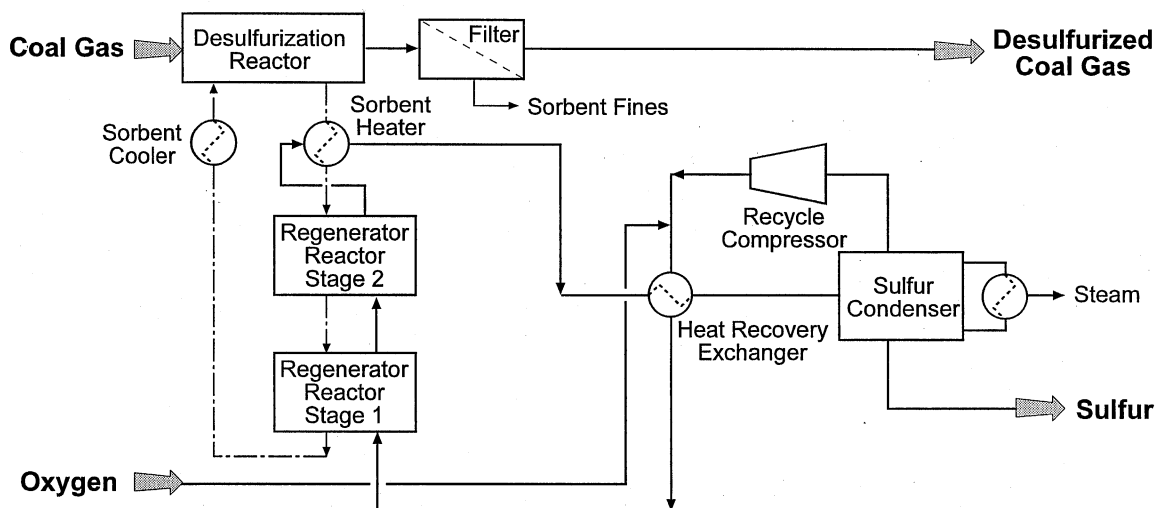 Coal Gas
Desulfurization
Reactor
Filter
Desulfurized
Coal Gas
Sorbent Fines
Sorbent
Heater
Sorbent
Cooler
Recycle
Compressor
Regenerator
Reactor
Stage 2
Sulfur
Condenser
Steam
Heat Recovery
Exchanger
Regenerator
Reactor
Stage 1
Sulfur
Oxygen